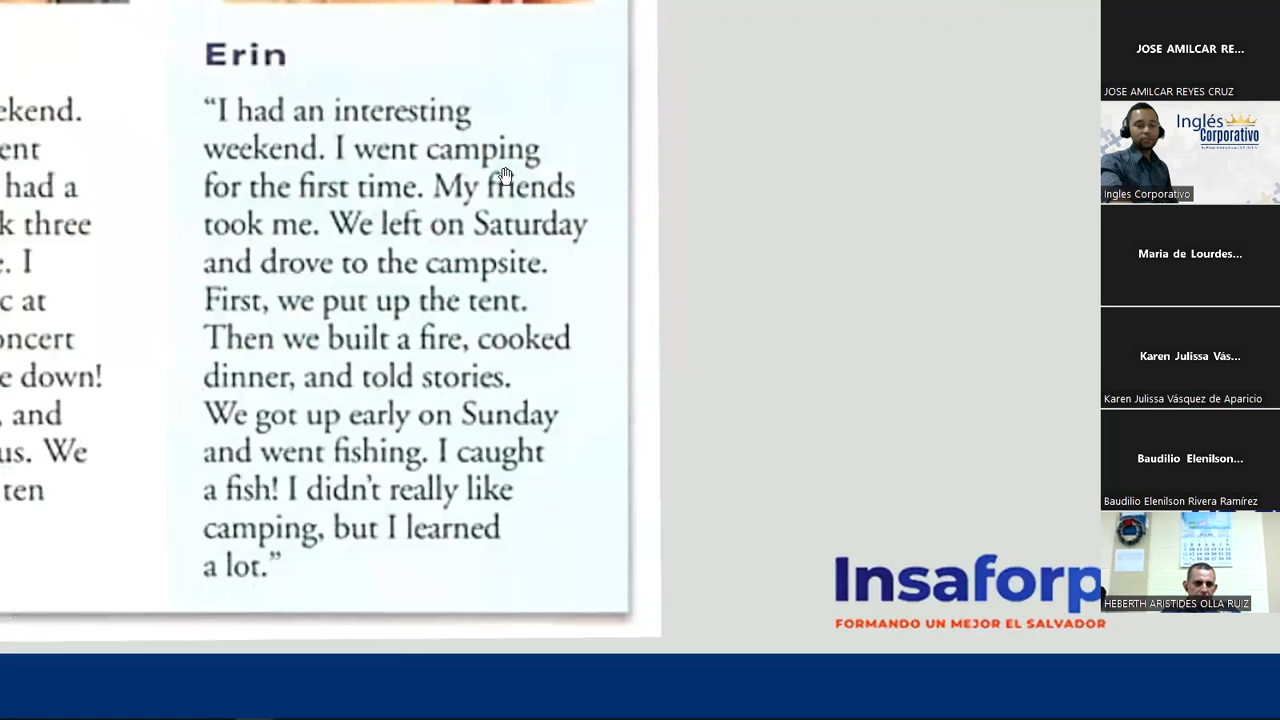 ekend.
ent
had a
k three
e. I
c at
oncert
e down!
, and
us. We
ten
Erin
“I had an interesting
weekend. I went camping
for the first time. My friends
took me. We left on Saturday
and drove to the campsite.
First, we put up the tent.
Then we built a fire, cooked
dinner, and told stories.
We got up early on Sunday
and went fishing. I caught
a fish! I didn’t really like
camping, but I learned
a lot.”
Insaforp
FORMANDO UN MEJOR EL SALVADOR
JOSE AMILCAR RE...
JOSE AMILCAR REYES CRUZ
Inglés
Corporativo
Ingles Corporativo
Maria de Lourdes...
Karen Julissa Vás...
Karen Julissa Vásquez de Aparicio
Baudilio Elenilson...
Baudilio Elenilson Rivera Ramírez
HEBERTH ARISTIDES OLLA RUIZ